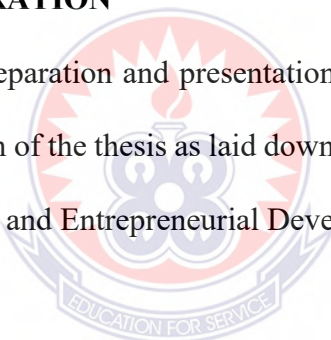 RATION
eparation and presentation
n of the thesis as laid down
and Entrepreneurial Deve
EDUCATION FOR SERVICE